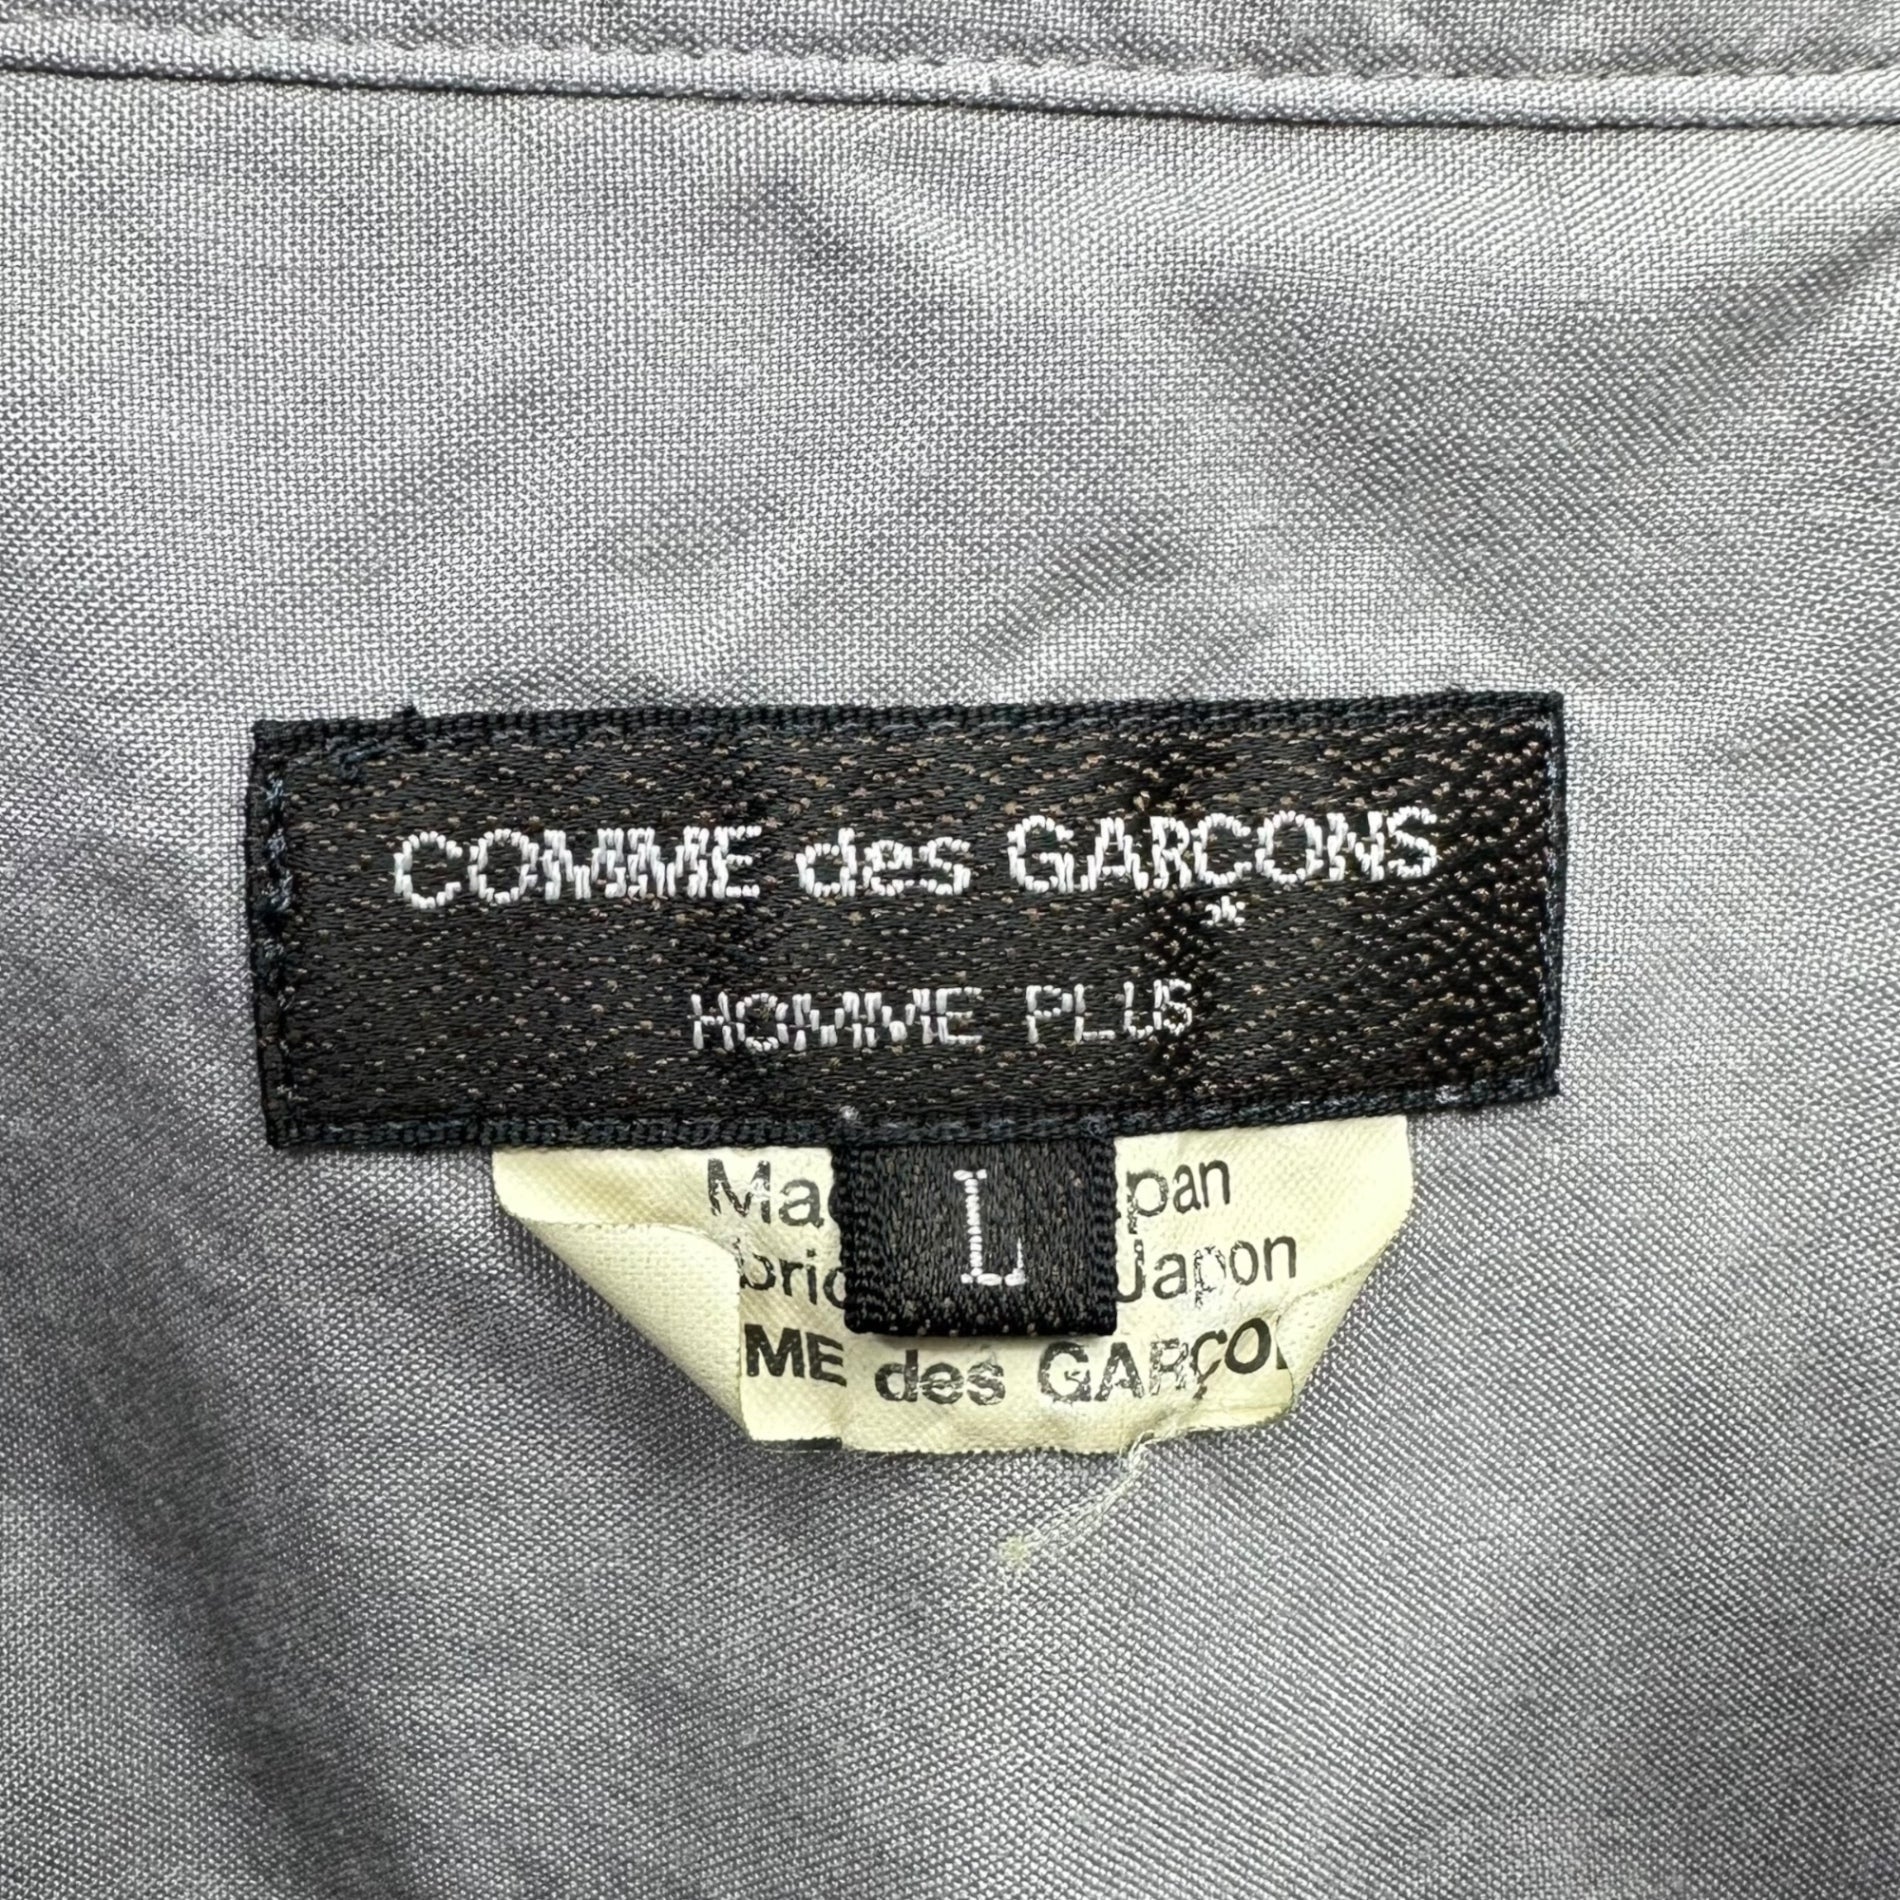 COMME des GARÇONS
HOMME PLUS
L
Ma pan
bric Japon
ME des GARÇO